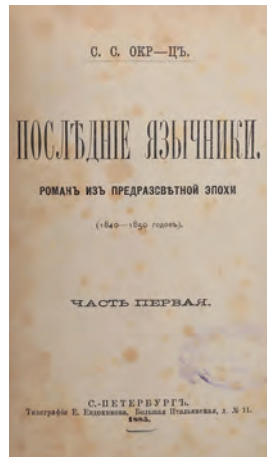 С. С. ОКР—ЦЪ.
ПОСЛѢДНІЕ ЯЗЫЧНИКИ.
РОМАНЪ ИЗЪ ПРЕДРАЗСВѢТНОЙ ЭПОХИ
(1840—1850 годовъ).
ЧАСТЬ ПЕРВАЯ.
С.-ПЕТЕРБУРГЪ.
Типографія Е. Евдокимова, Большая Итальянская, д. № 11.
1885.